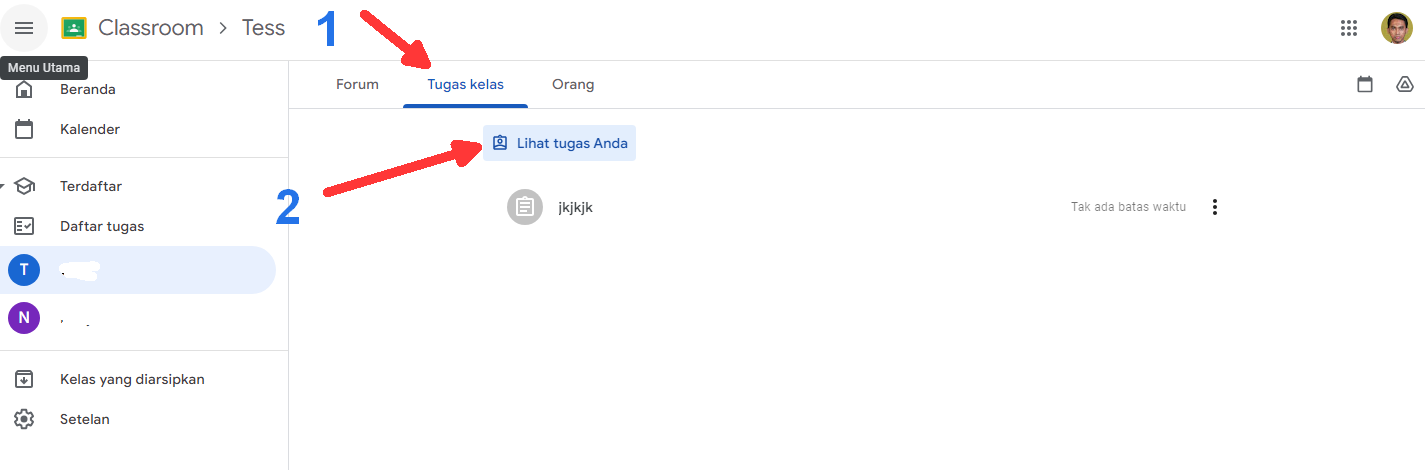 Classroom > Tess
1
Menu Utama
Beranda
Kalender
Terdaftar
Daftar tugas
T
N
Kelas yang diarsipkan
Setelan
Forum
Tugas kelas
Orang
2
Lihat tugas Anda
jkjkjk
Tak ada batas waktu